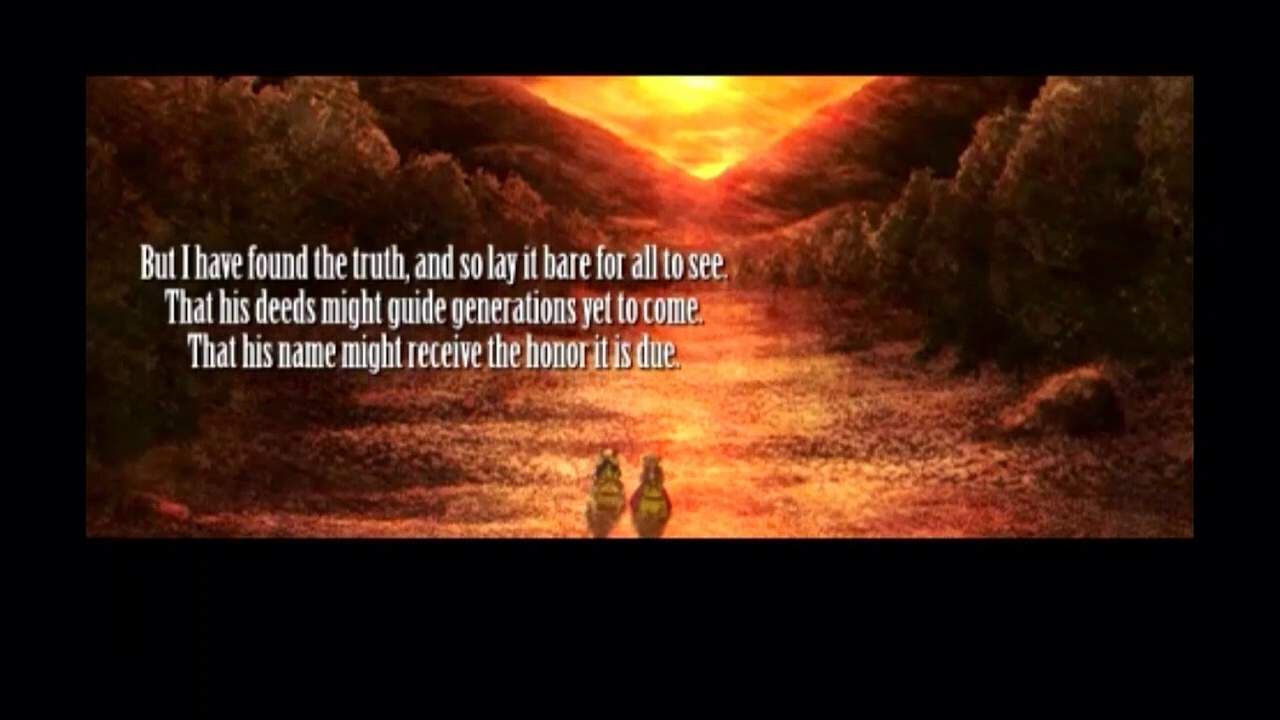 But I have found the truth, and so lay it bare for all to see.
That his deeds might guide generations yet to come.
That his name might receive the honor it is due.